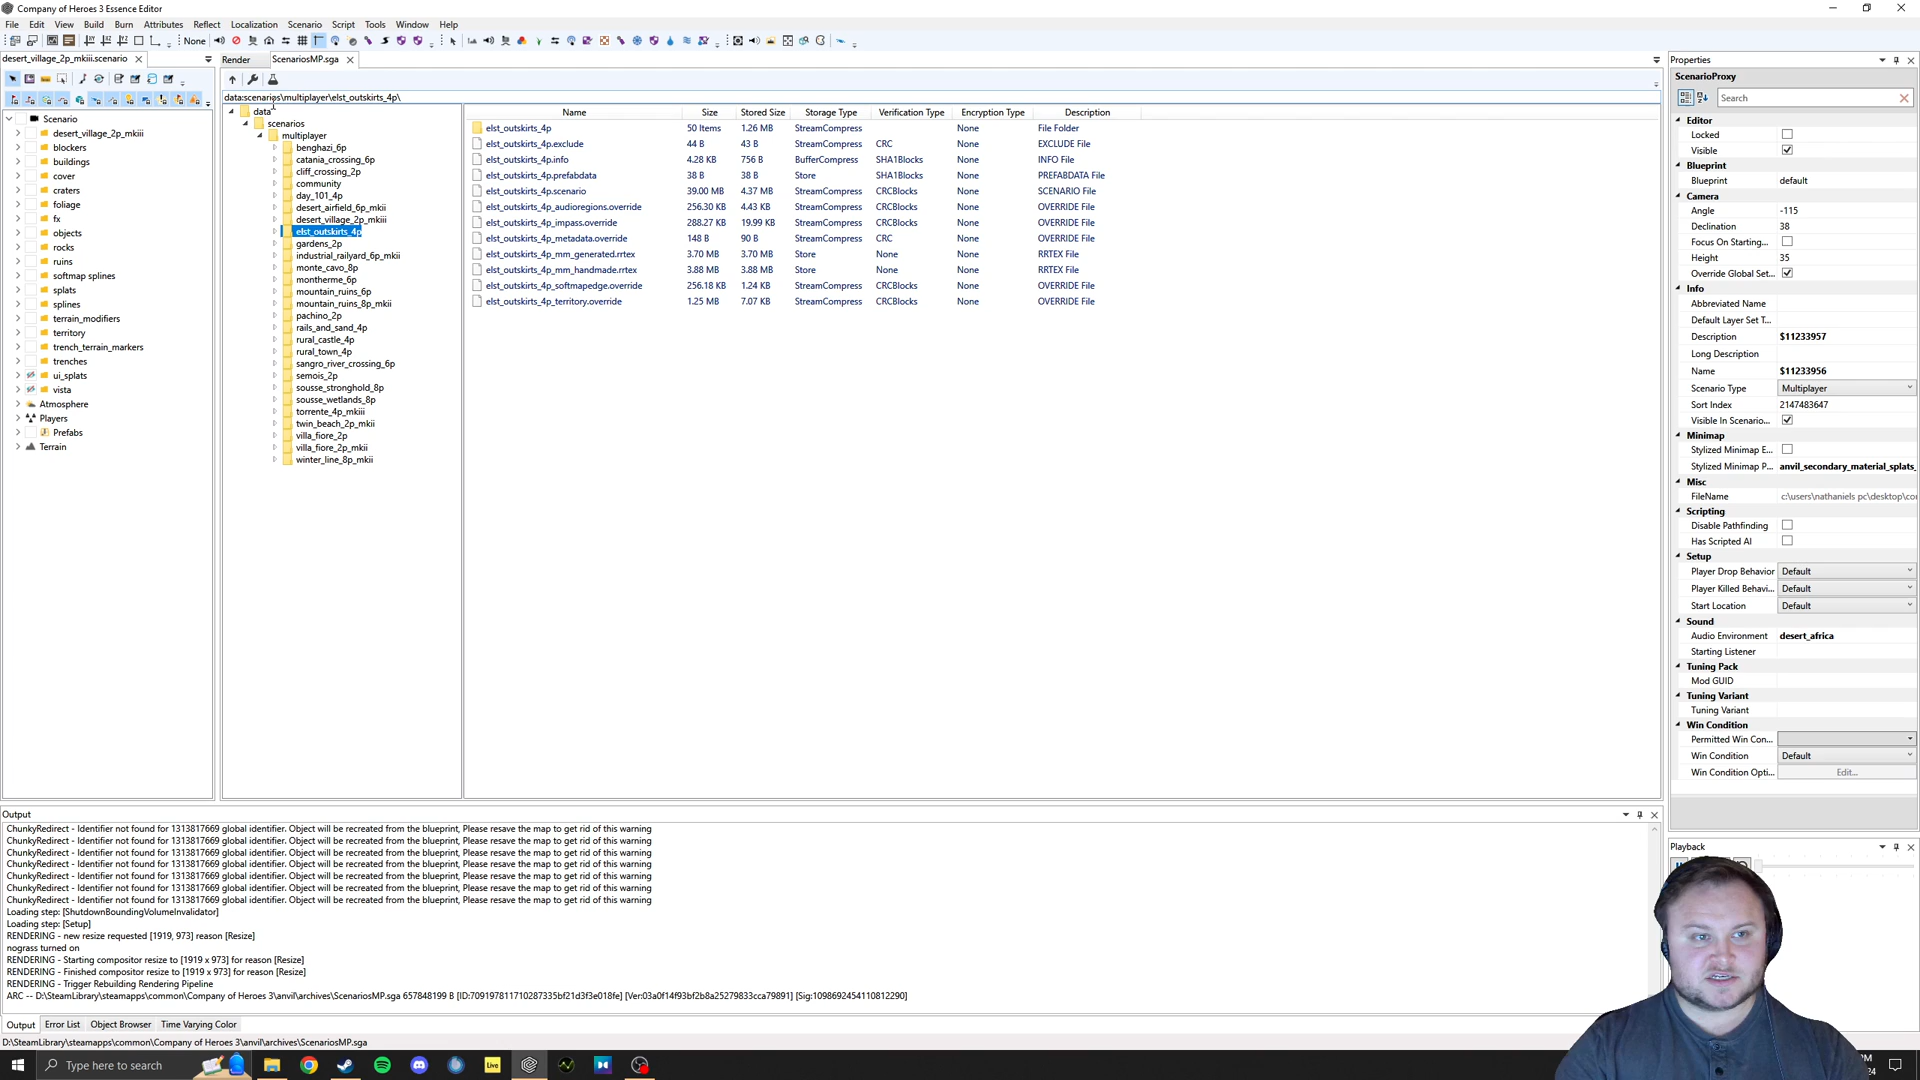 Company of Heroes 3 Essence Editor
File Edit View Build Burn Attributes Reflect Localization Scenario Script Tools Window Help
None
desert_village_2p_mkiii.scenario
Scenario
desert_village_2p_mkiii
blockers
buildings
cover
craters
foliage
fx
objects
rocks
ruins
softmap splines
splats
splines
terrain_modifiers
territory
trench_terrain_markers
trenches
ui_splats
vista
Atmosphere
Players
Prefabs
Terrain
Render ScenariosMP.sga
data:scenarios\multiplayer\elst_outskirts_4p\
data
scenarios
multiplayer
benghazi_6p
catania_crossing_6p
cliff_crossing_2p
community
day_101_4p
desert_airfield_6p_mkii
desert_village_2p_mkiii
elst_outskirts_4p
gardens_2p
industrial_railyard_6p_mkii
monte_cavo_8p
montherme_6p
mountain_ruins_6p
mountain_ruins_8p_mkii
pachino_2p
rails_and_sand_4p
rural_castle_4p
rural_town_4p
sangro_river_crossing_6p
semois_2p
sousse_stronghold_8p
sousse_wetlands_8p
torrente_4p_mkiii
twin_beach_2p_mkii
villa_fiore_2p
villa_fiore_2p_mkii
winter_line_8p_mkii
Name Size Stored Size Storage Type Verification Type Encryption Type Description
elst_outskirts_4p 50 Items 1.26 MB StreamCompress None File Folder
elst_outskirts_4p.exclude 44 B 43 B StreamCompress CRC None EXCLUDE File
elst_outskirts_4p.info 4.28 KB 756 B BufferCompress SHA1Blocks None INFO File
elst_outskirts_4p.prefabdata 38 B 38 B Store SHA1Blocks None PREFABDATA File
elst_outskirts_4p.scenario 39.00 MB 4.37 MB StreamCompress CRCBlocks None SCENARIO File
elst_outskirts_4p_audioregions.override 256.30 KB 4.43 KB StreamCompress CRCBlocks None OVERRIDE File
elst_outskirts_4p_impass.override 288.27 KB 19.99 KB StreamCompress CRCBlocks None OVERRIDE File
elst_outskirts_4p_metadata.override 148 B 90 B StreamCompress CRC None OVERRIDE File
elst_outskirts_4p_mm_generated.rrtex 3.70 MB 3.70 MB Store None None RRTEX File
elst_outskirts_4p_mm_handmade.rrtex 3.88 MB 3.88 MB Store None None RRTEX File
elst_outskirts_4p_softmapedge.override 256.18 KB 1.24 KB StreamCompress CRCBlocks None OVERRIDE File
elst_outskirts_4p_territory.override 1.25 MB 7.07 KB StreamCompress CRCBlocks None OVERRIDE File
Properties
ScenarioProxy
Search
Editor
Locked
Visible
Blueprint
Blueprint default
Camera
Angle -115
Declination 38
Focus On Starting...
Height 35
Override Global Set...
Info
Abbreviated Name
Default Layer Set T...
Description $11233957
Long Description
Name $11233956
Scenario Type Multiplayer
Sort Index 2147483647
Visible In Scenario...
Minimap
Stylized Minimap E...
Stylized Minimap P... anvil_secondary_material_splats_
Misc
FileName c:\users\nathaniels pc\desktop\co
Scripting
Disable Pathfinding
Has Scripted AI
Setup
Player Drop Behavior Default
Player Killed Behavi... Default
Start Location Default
Sound
Audio Environment desert_africa
Starting Listener
Tuning Pack
Mod GUID
Tuning Variant
Tuning Variant
Win Condition
Permitted Win Con...
Win Condition Default
Win Condition Opti... Edit...
Playback
Output
ChunkyRedirect - Identifier not found for 1313817669 global identifier. Object will be recreated from the blueprint, Please resave the map to get rid of this warning
ChunkyRedirect - Identifier not found for 1313817669 global identifier. Object will be recreated from the blueprint, Please resave the map to get rid of this warning
ChunkyRedirect - Identifier not found for 1313817669 global identifier. Object will be recreated from the blueprint, Please resave the map to get rid of this warning
ChunkyRedirect - Identifier not found for 1313817669 global identifier. Object will be recreated from the blueprint, Please resave the map to get rid of this warning
ChunkyRedirect - Identifier not found for 1313817669 global identifier. Object will be recreated from the blueprint, Please resave the map to get rid of this warning
ChunkyRedirect - Identifier not found for 1313817669 global identifier. Object will be recreated from the blueprint, Please resave the map to get rid of this warning
ChunkyRedirect - Identifier not found for 1313817669 global identifier. Object will be recreated from the blueprint, Please resave the map to get rid of this warning
Loading step: [ShutdownBoundingVolumeInvalidator]
Loading step: [Setup]
RENDERING - new resize requested [1919, 973] reason [Resize]
nograss turned on
RENDERING - Starting compositor resize to [1919 x 973] for reason [Resize]
RENDERING - Finished compositor resize to [1919 x 973] for reason [Resize]
RENDERING - Trigger Rebuilding Rendering Pipeline
ARC -- D:\SteamLibrary\steamapps\common\Company of Heroes 3\anvil\archives\ScenariosMP.sga 657848199 B [ID:709197811710287335bf21d3f3e018fe] [Ver:03a0f14f93bf2b8a25279833cca79891] [Sig:1098692454110812290]
Output Error List Object Browser Time Varying Color
D:\SteamLibrary\steamapps\common\Company of Heroes 3\anvil\archives\ScenariosMP.sga
Type here to search
Live